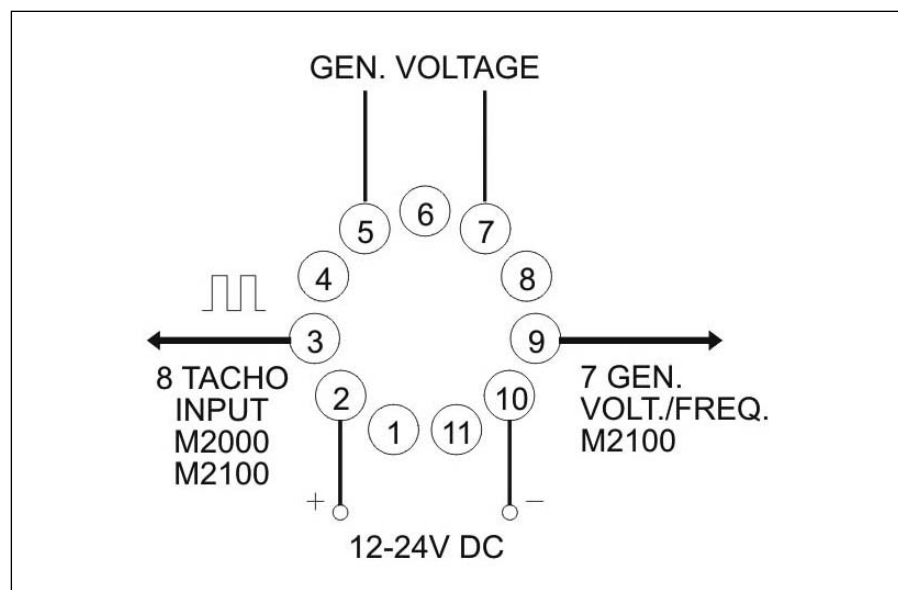 GEN. VOLTAGE
6
5
7
4
8
3
9
8 TACHO
INPUT
M2000
M2100
7 GEN.
VOLT./FREQ.
M2100
2
10
1
11
+
−
12-24V DC